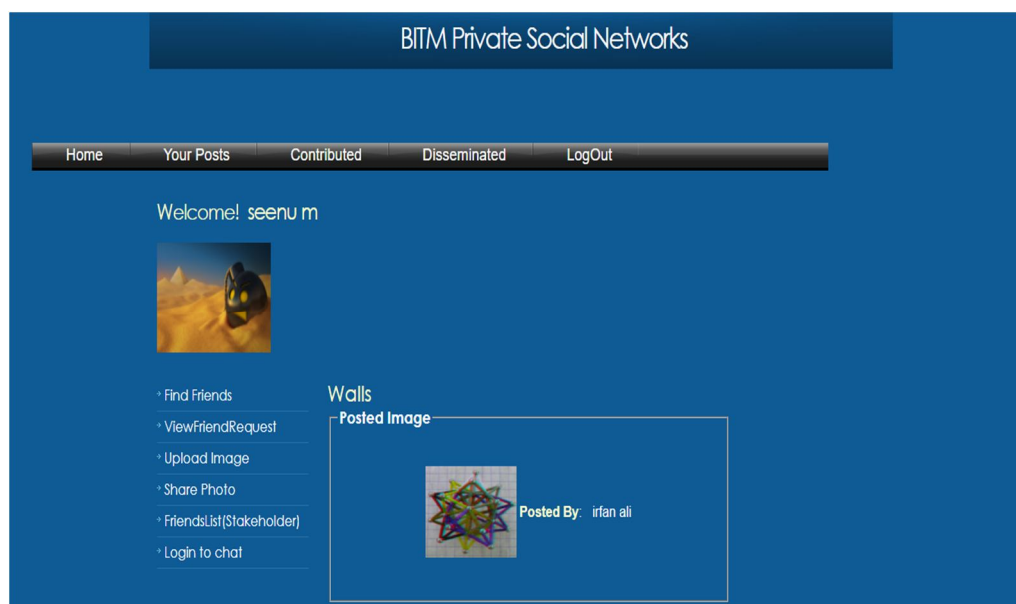 BITM Private Social Networks
Home Your Posts Contributed Disseminated LogOut
Welcome! seenu m
Find Friends
ViewFriendRequest
Upload Image
Share Photo
FriendsList(Stakeholder)
Login to chat
Walls
Posted Image
Posted By: irfan ali